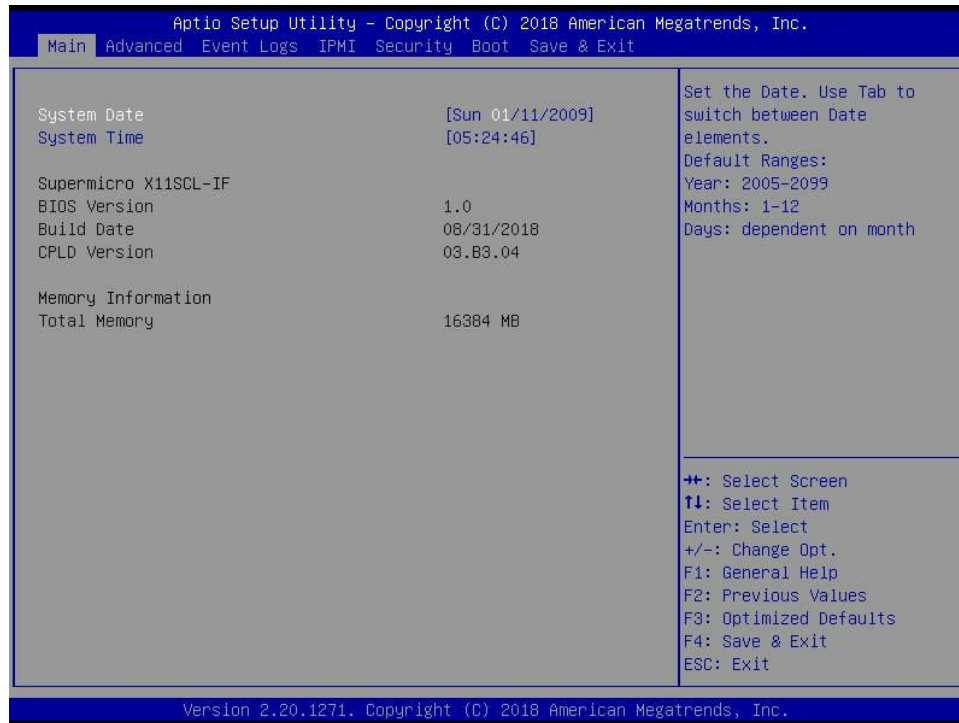 Aptio Setup Utility – Copyright (C) 2018 American Megatrends, Inc.
Main Advanced Event Logs IPMI Security Boot Save & Exit
System Date [Sun 01/11/2009]
System Time [05:24:46]
Supermicro X11SCL-IF
BIOS Version 1.0
Build Date 08/31/2018
CPLD Version 03.B3.04
Memory Information
Total Memory 16384 MB
Set the Date. Use Tab to
switch between Date
elements.
Default Ranges:
Year: 2005-2099
Months: 1-12
Days: dependent on month
→←: Select Screen
↑↓: Select Item
Enter: Select
+/-: Change Opt.
F1: General Help
F2: Previous Values
F3: Optimized Defaults
F4: Save & Exit
ESC: Exit
Version 2.20.1271. Copyright (C) 2018 American Megatrends, Inc.